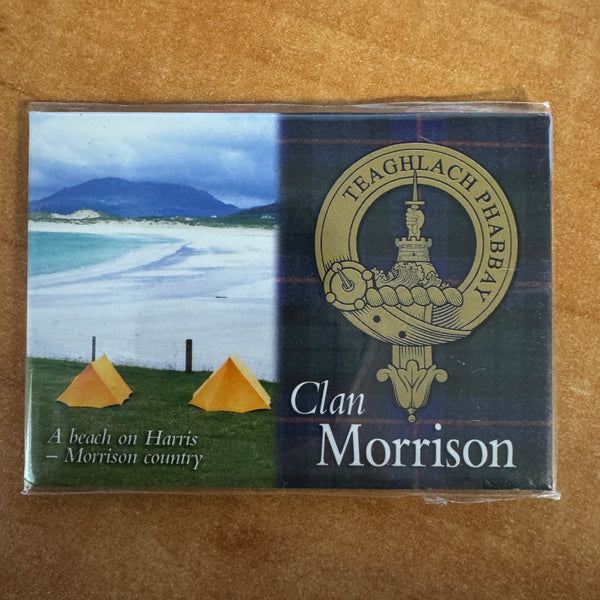 TEAGHLACH PHABBAY
Clan
Morrison
A beach on Harris
– Morrison country